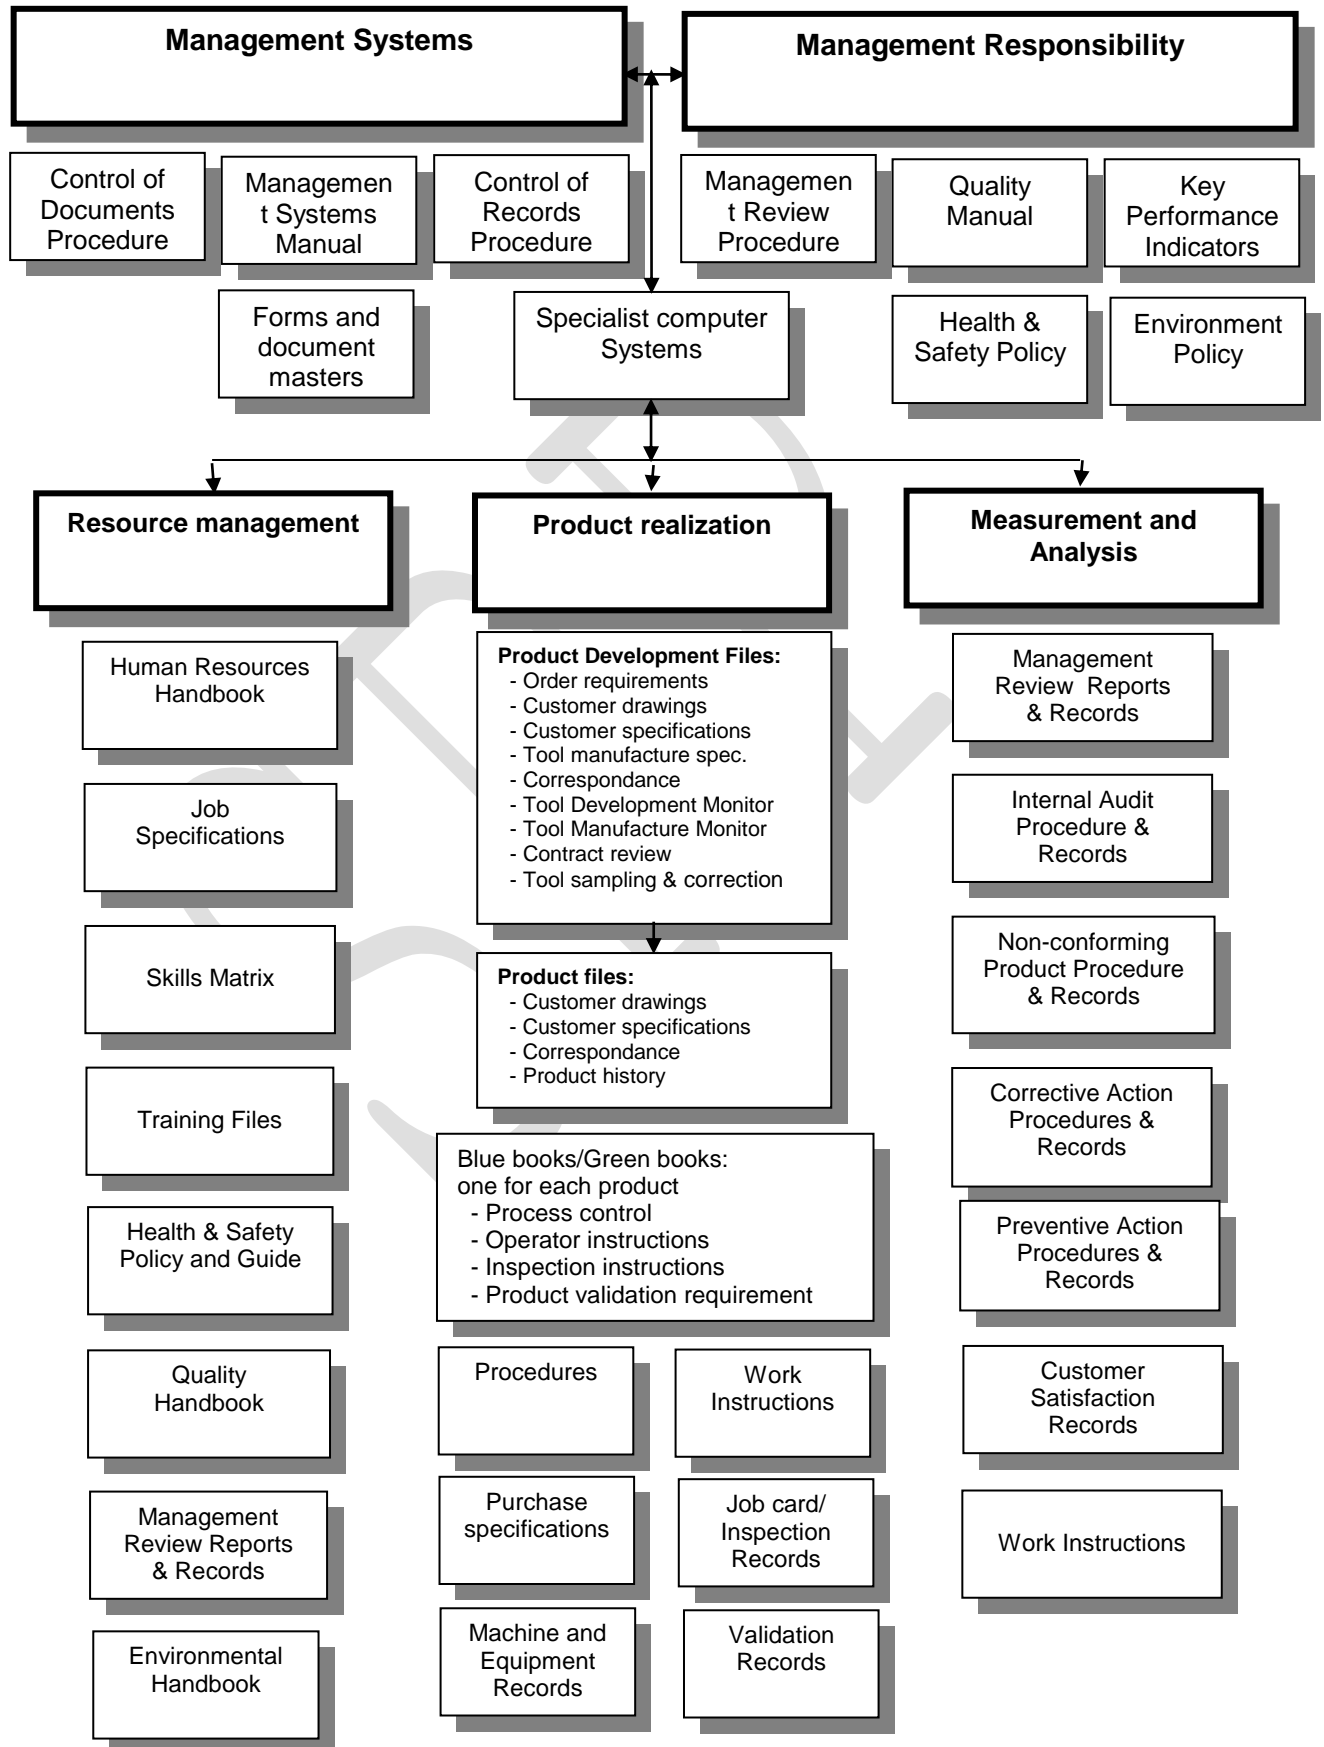 Management Systems
Management Responsibility
Control of
Documents
Procedure
Managemen
t Systems
Manual
Control of
Records
Procedure
Managemen
t Review
Procedure
Quality
Manual
Key
Performance
Indicators
Forms and
document
masters
Specialist computer
Systems
Health &
Safety Policy
Environment
Policy
Resource management
Product realization
Measurement and
Analysis
Human Resources
Handbook
Job
Specifications
Skills Matrix
Training Files
Health & Safety
Policy and Guide
Quality
Handbook
Management
Review Reports
& Records
Environmental
Handbook
Product Development Files:
- Order requirements
- Customer drawings
- Customer specifications
- Tool manufacture spec.
- Correspondance
- Tool Development Monitor
- Tool Manufacture Monitor
- Contract review
- Tool sampling & correction
Product files:
- Customer drawings
- Customer specifications
- Correspondance
- Product history
Blue books/Green books:
one for each product
- Process control
- Operator instructions
- Inspection instructions
- Product validation requirement
Procedures
Work
Instructions
Purchase
specifications
Job card/
Inspection
Records
Machine and
Equipment
Records
Validation
Records
Management
Review Reports
& Records
Internal Audit
Procedure &
Records
Non-conforming
Product Procedure
& Records
Corrective Action
Procedures &
Records
Preventive Action
Procedures &
Records
Customer
Satisfaction
Records
Work Instructions